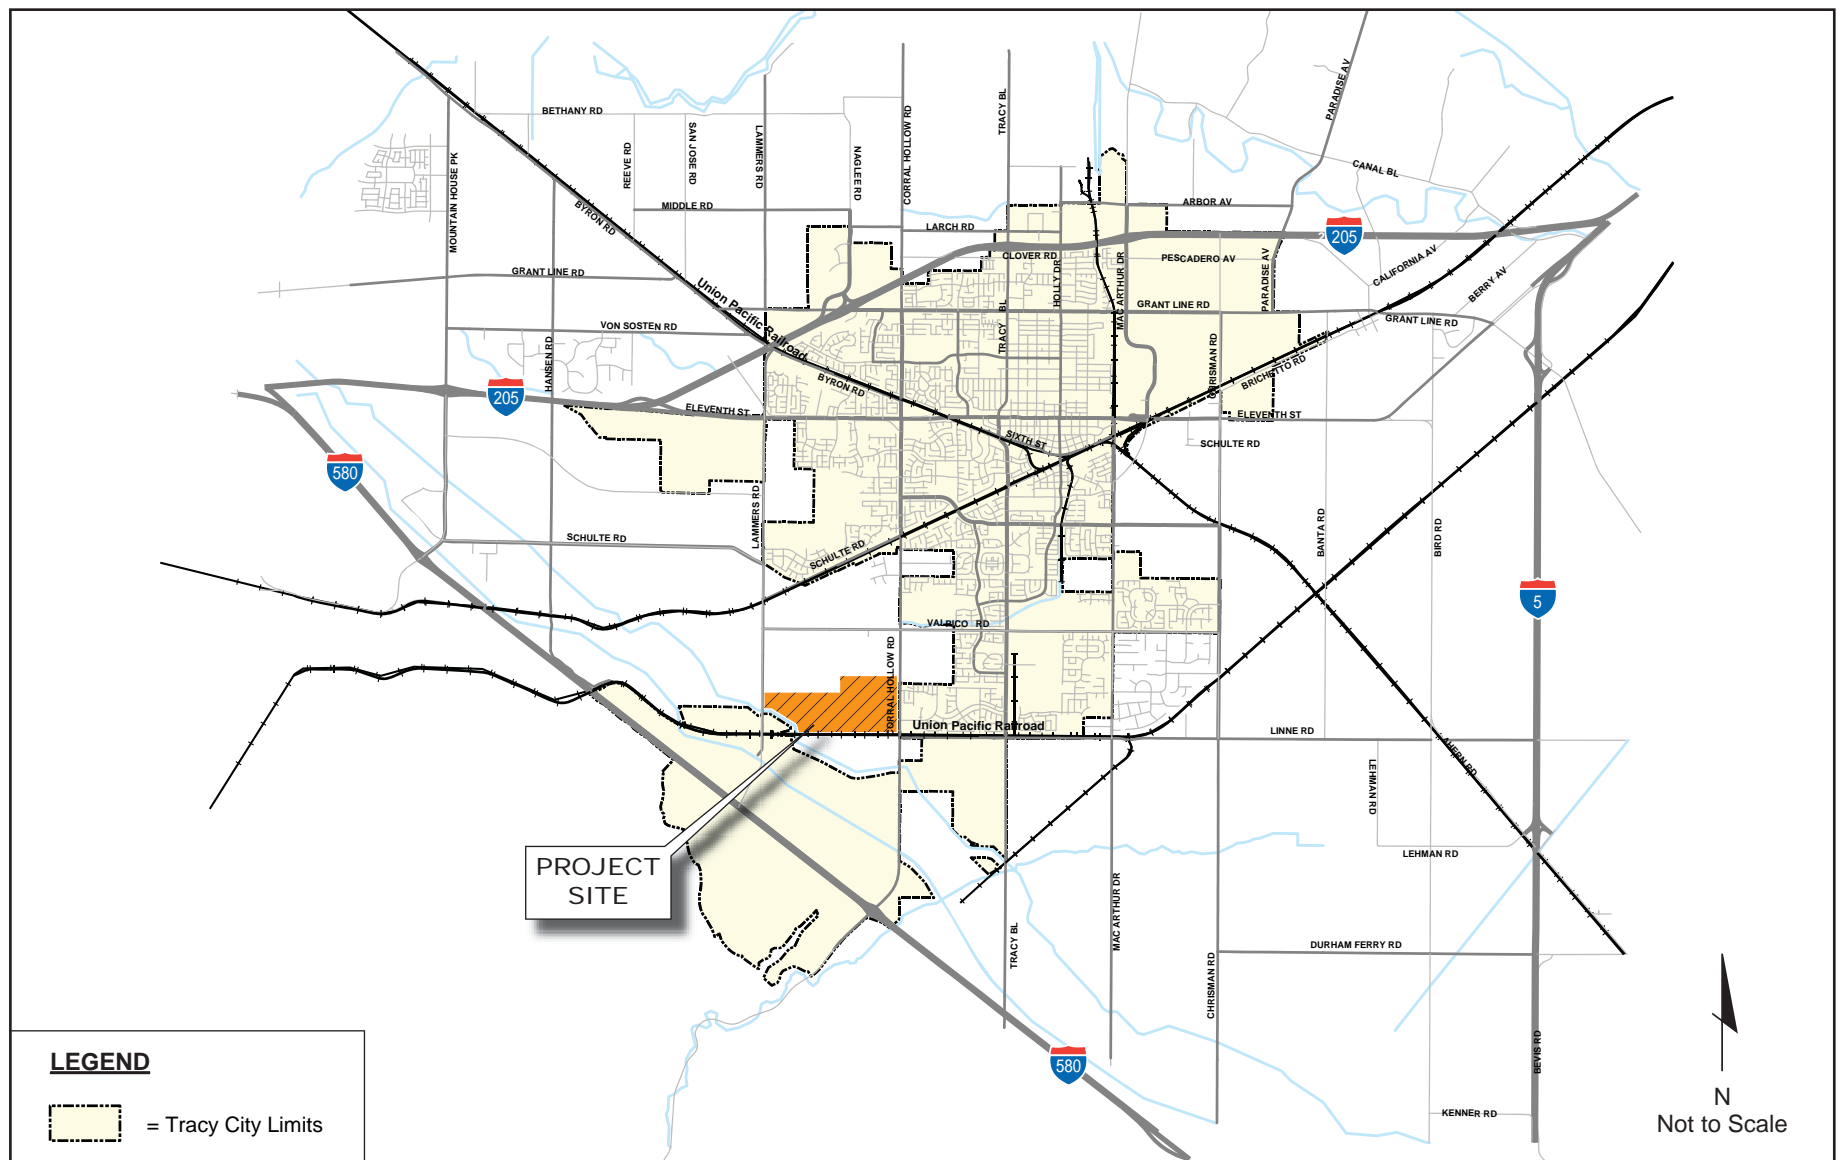 BETHANY RD
MOUNTAIN HOUSE PK
REEVE RD
SAN JOSE RD
LAMMERS RD
NAGLEE RD
CORRAL HOLLOW RD
TRACY BL
PARADISE AV
CANAL BL
MIDDLE RD
BYRON RD
ARBOR AV
LARCH RD
205
CLOVER RD
PESCADERO AV
HOLLY DR
MAC ARTHUR DR
PARADISE AV
CALIFORNIA AV
BERRY AV
GRANT LINE RD
Union Pacific Railroad
GRANT LINE RD
GRANT LINE RD
VON SOSTEN RD
TRACY BL
HANSEN RD
CHRISMAN RD
BRICHETTO RD
BYRON RD
205
ELEVENTH ST
ELEVENTH ST
SIXTH ST
SCHULTE RD
580
LAMMERS RD
BANTA RD
BIRD RD
SCHULTE RD
SCHULTE RD
5
VALPICO RD
CORRAL HOLLOW RD
Union Pacific Railroad
LINNE RD
AHERN RD
LEHMAN RD
LEHMAN RD
PROJECT
SITE
MAC ARTHUR DR
TRACY BL
DURHAM FERRY RD
CHRISMAN RD
BEVIS RD
580
KENNER RD
LEGEND
= Tracy City Limits
N
Not to Scale